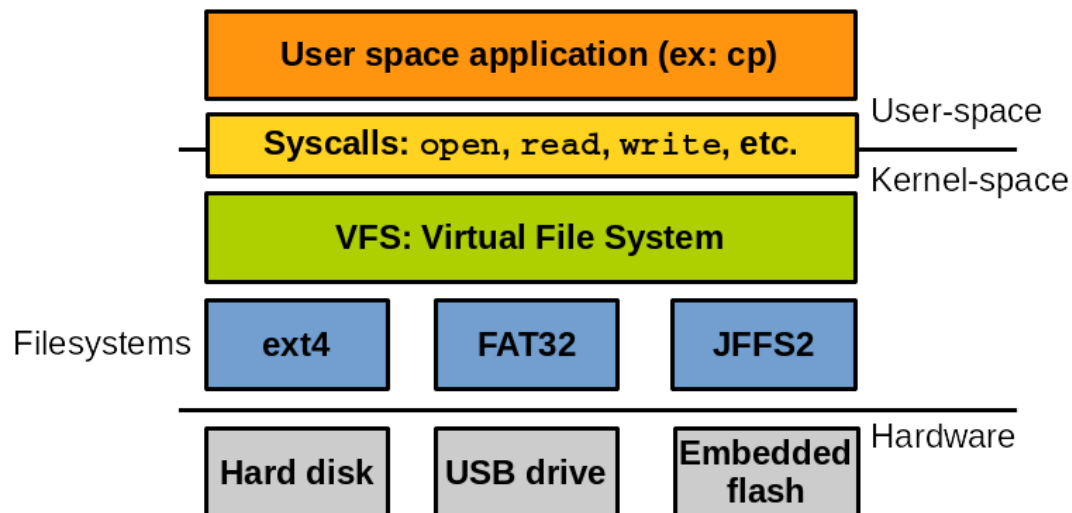 User space application (ex: cp)
User-space
Syscalls: open, read, write, etc.
Kernel-space
VFS: Virtual File System
Filesystems
ext4
FAT32
JFFS2
Hardware
Hard disk
USB drive
Embedded
flash